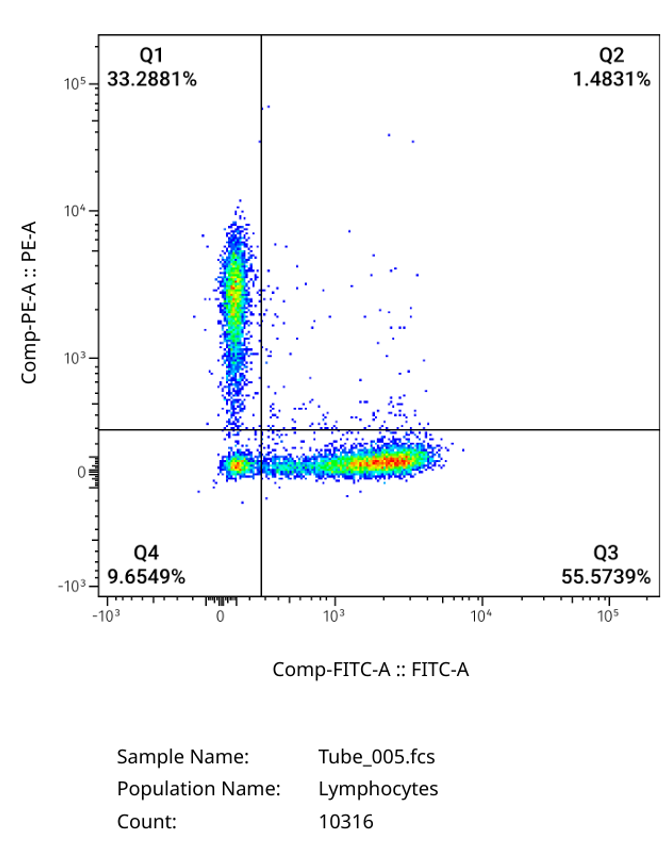 Q1
33.2881%
Q2
1.4831%
10⁵
10⁴
10³
0
-10³
Comp-PE-A :: PE-A
Q4
9.6549%
Q3
55.5739%
-10³
0
10³
10⁴
10⁵
Comp-FITC-A :: FITC-A
Sample Name: Tube_005.fcs
Population Name: Lymphocytes
Count: 10316